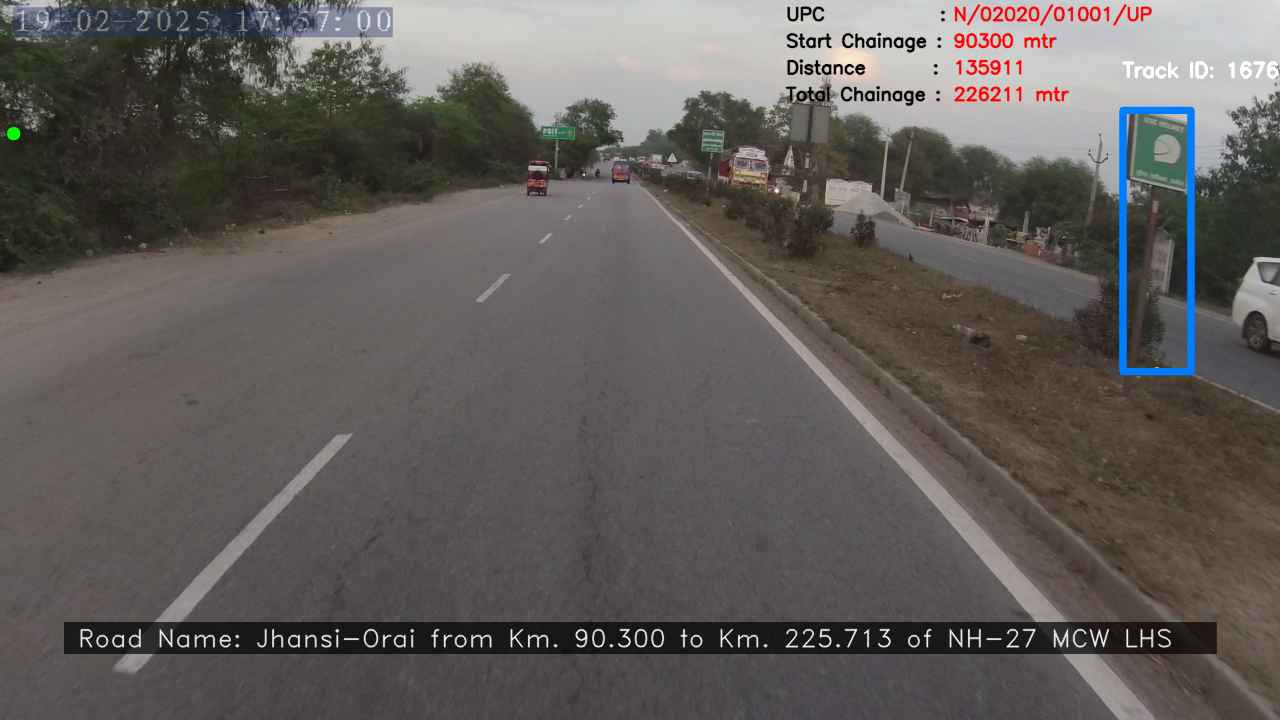 19-02-2025 17:57:00
UPC : N/02020/01001/UP
Start Chainage : 90300 mtr
Distance : 135911
Total Chainage : 226211 mtr
Track ID: 1676
Road Name: Jhansi-Orai from Km. 90.300 to Km. 225.713 of NH-27 MCW LHS